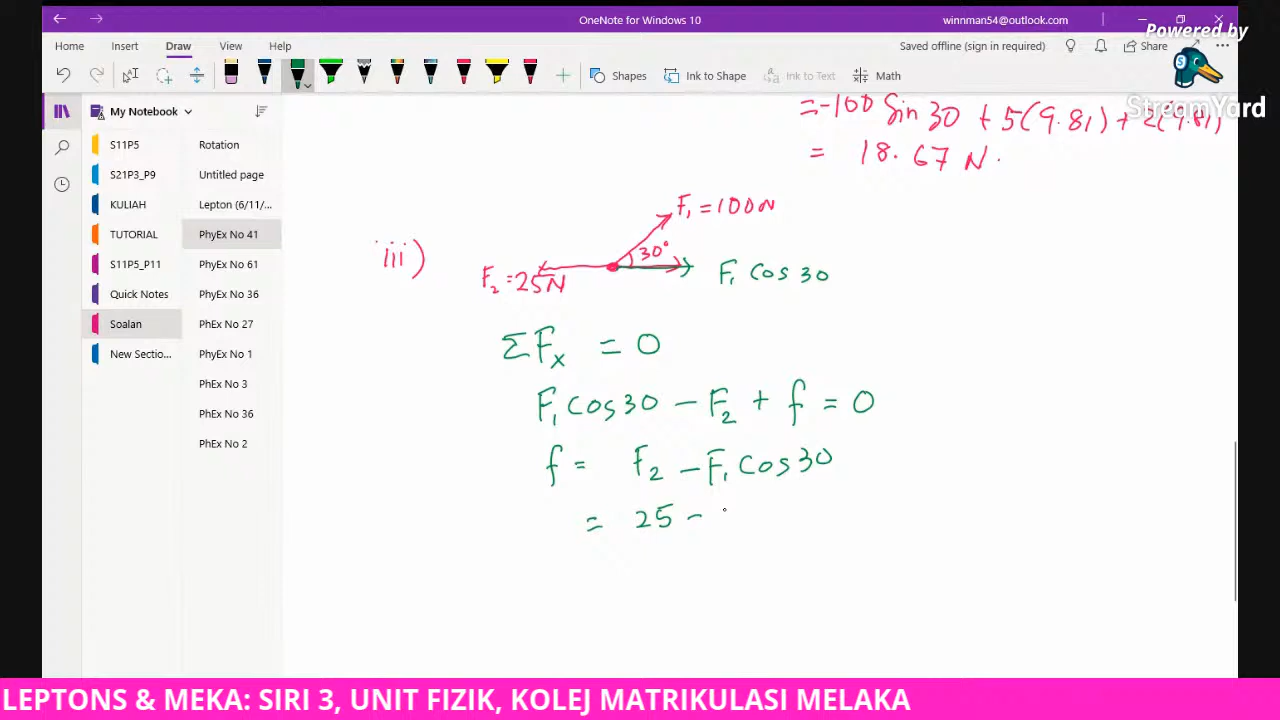 OneNote for Windows 10
winnman54@outlook.com
Powered by
Home Insert Draw View Help
Saved offline (sign in required)
Share
Shapes
Ink to Shape
Ink to Text
Math
StreamYard
My Notebook
S11P5
S21P3_P9
KULIAH
TUTORIAL
S11P5_P11
Quick Notes
Soalan
New Sectio...
Rotation
Untitled page
Lepton (6/11/...
PhyEx No 41
PhyEx No 61
PhyEx No 36
PhEx No 27
PhyEx No 1
PhEx No 3
PhEx No 36
PhyEx No 2
= -100 Sin 30 + 5(9.81) + 2(9.81)
= 18.67 N.
iii)
F₁ = 100N
30°
F₂ = 25N
F₁ cos 30
ΣFₓ = 0
F₁ cos30 - F₂ + f = 0
f = F₂ - F₁ cos30
= 25 -
LEPTONS & MEKA: SIRI 3, UNIT FIZIK, KOLEJ MATRIKULASI MELAKA